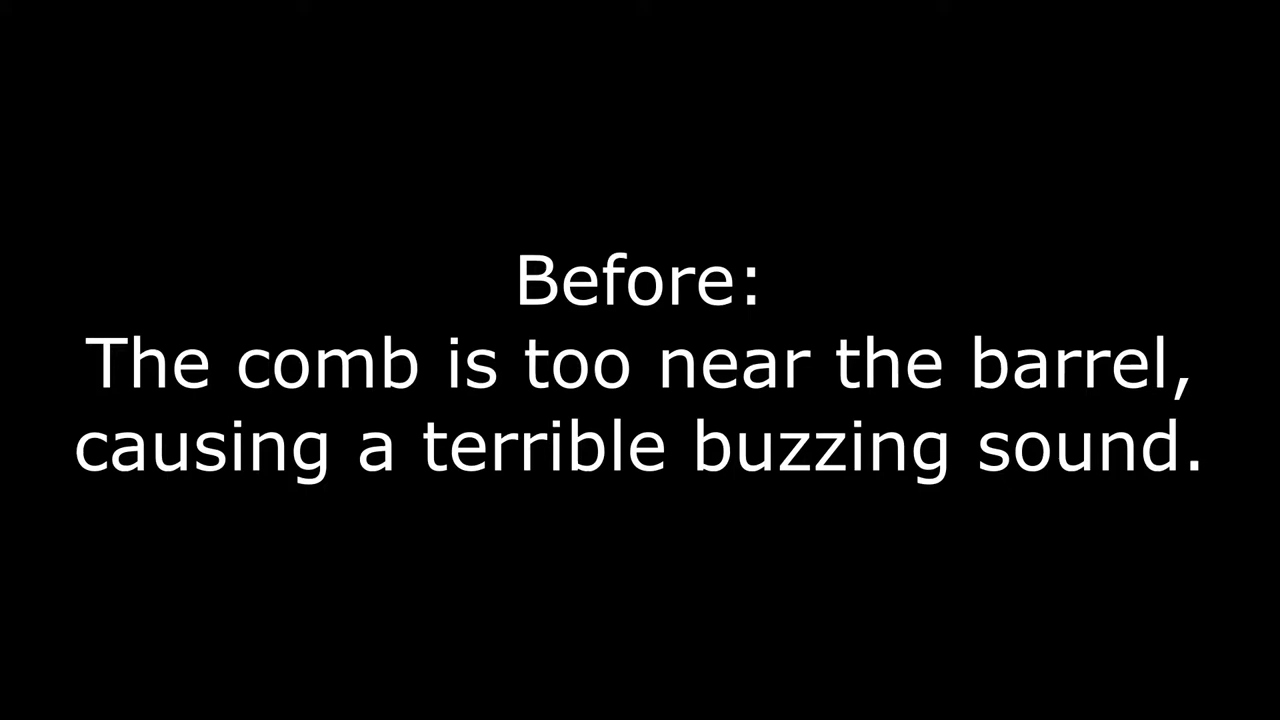 Before:
The comb is too near the barrel,
causing a terrible buzzing sound.